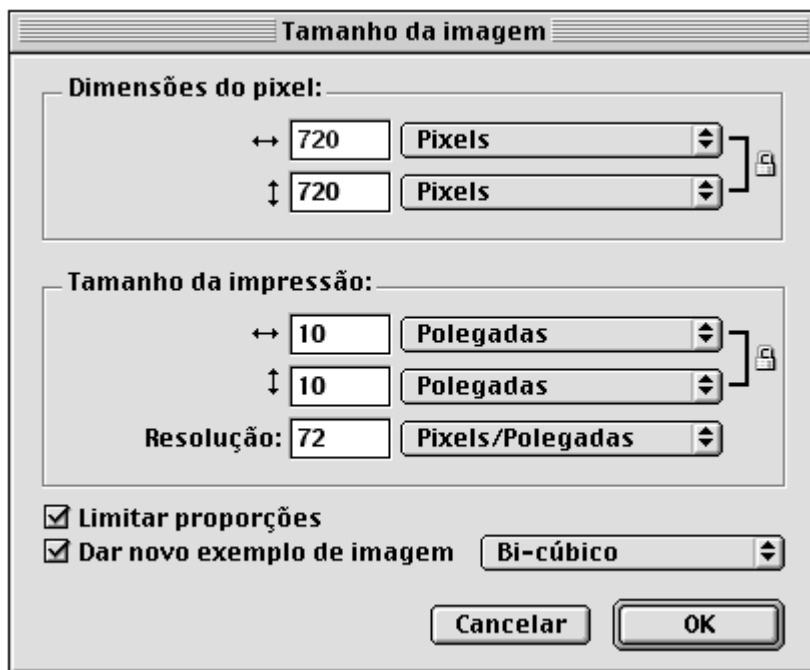 Tamanho da imagem
Dimensões do pixel:
720 Pixels
720 Pixels
Tamanho da impressão:
10 Polegadas
10 Polegadas
Resolução: 72 Pixels/Polegadas
Limitar proporções
Dar novo exemplo de imagem Bi-cúbico
Cancelar OK